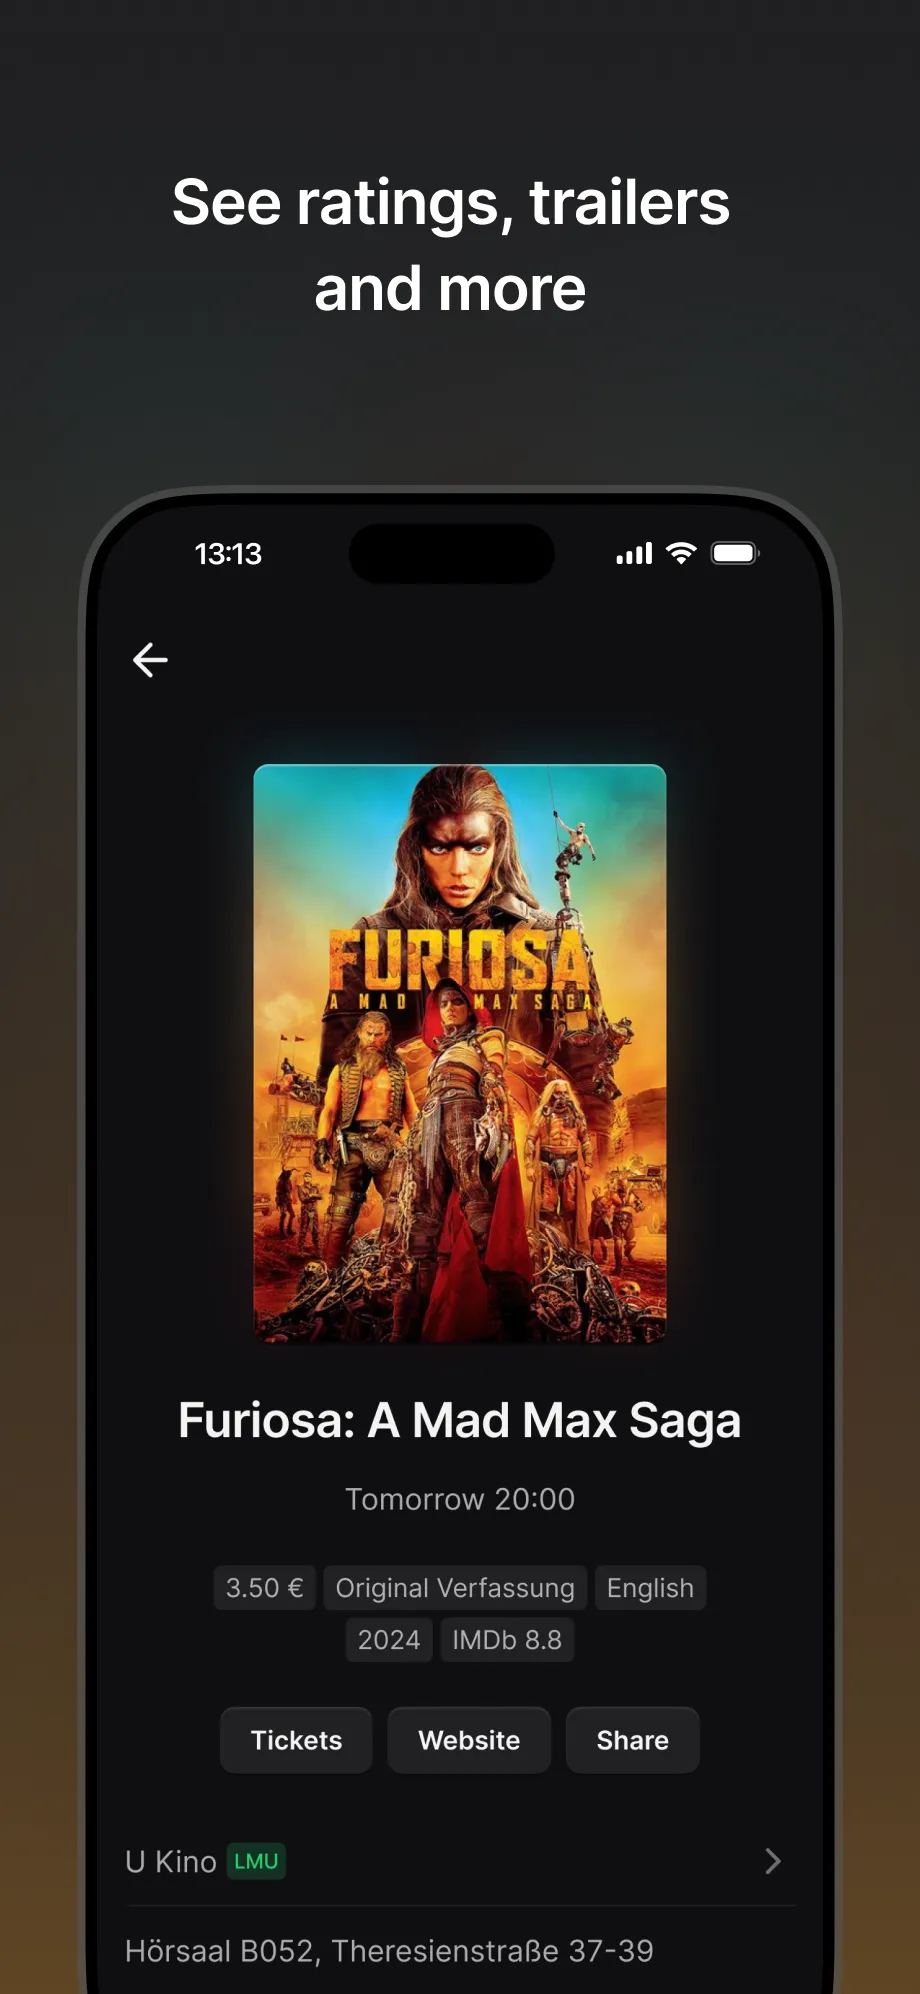 See ratings, trailers
and more
13:13
FURIOSA
A MAD MAX SAGA
Furiosa: A Mad Max Saga
Tomorrow 20:00
3.50 € Original Verfassung English
2024 IMDb 8.8
Tickets Website Share
U Kino LMU
Hörsaal B052, Theresienstraße 37-39